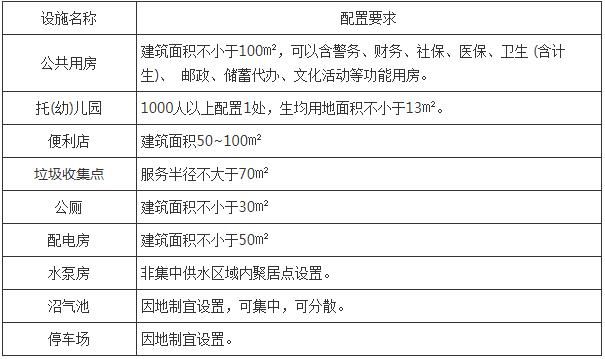 设施名称 配置要求
公共用房 建筑面积不小于100㎡，可以含警务、财务、社保、医保、卫生 (含计
生)、 邮政、储蓄代办、文化活动等功能用房。
托(幼)儿园 1000人以上配置1处，生均用地面积不小于13㎡。
便利店 建筑面积50~100㎡
垃圾收集点 服务半径不大于70㎡
公厕 建筑面积不小于30㎡
配电房 建筑面积不小于50㎡
水泵房 非集中供水区域内聚居点设置。
沼气池 因地制宜设置，可集中，可分散。
停车场 因地制宜设置。